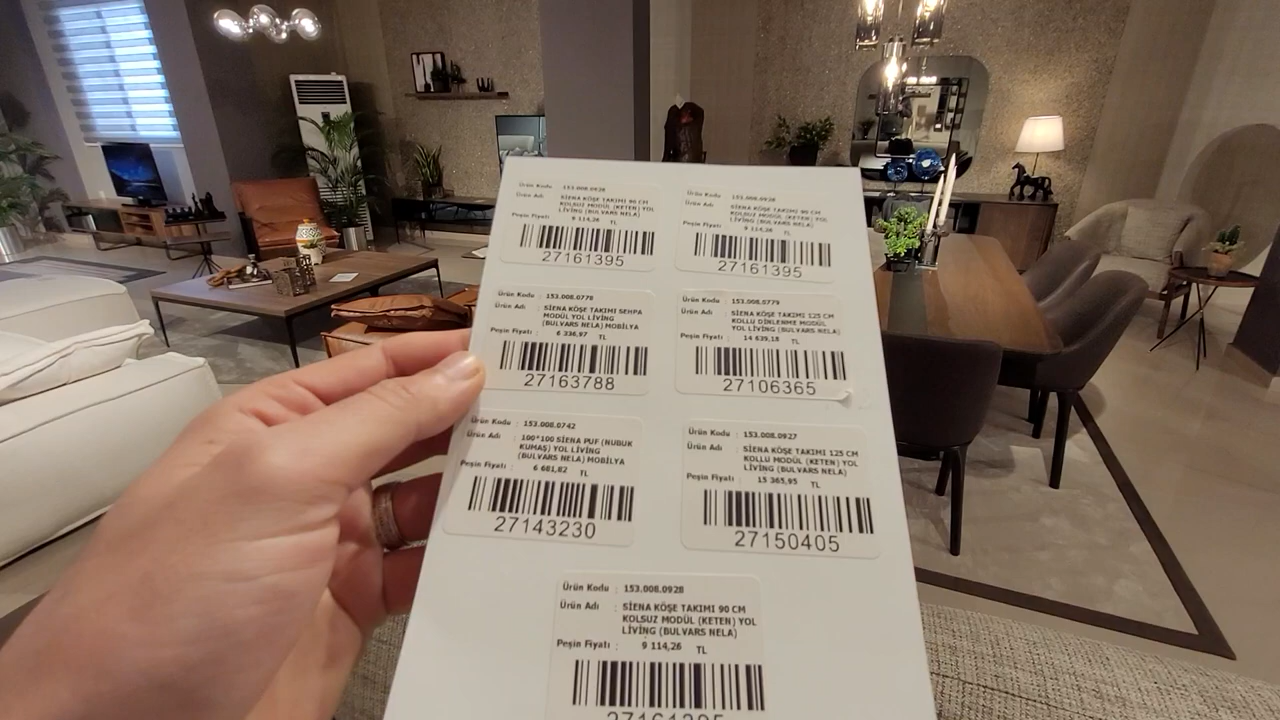 Ürün Kodu : 153.008.0928
Ürün Adı : SİENA KÖŞE TAKIMI 90 CM
KOLSUZ MODÜL (KETEN) YOL
LİVİNG (BULVARS NELA)
Peşin Fiyatı : 9 114,26 TL
27161395
Ürün Kodu : 153.008.0928
Ürün Adı : SİENA KÖŞE TAKIMI 90 CM
KOLSUZ MODÜL (KETEN) YOL
LİVİNG (BULVARS NELA)
Peşin Fiyatı : 9 114,26 TL
27161395
Ürün Kodu : 153.008.0778
Ürün Adı : SİENA KÖŞE TAKIMI SEHPA
MODÜL YOL LİVİNG
(BULVARS NELA) MOBİLYA
Peşin Fiyatı : 6 336,97 TL
27163788
Ürün Kodu : 153.008.0779
Ürün Adı : SİENA KÖŞE TAKIMI 125 CM
KOLLU DİNLENME MODÜL
YOL LİVİNG (BULVARS NELA)
Peşin Fiyatı : 14 639,18 TL
27106365
Ürün Kodu : 153.008.0742
Ürün Adı : 100*100 SİENA PUF (NUBUK
KUMAŞ) YOL LİVİNG
(BULVARS NELA) MOBİLYA
Peşin Fiyatı : 6 681,82 TL
27143230
Ürün Kodu : 153.008.0927
Ürün Adı : SİENA KÖŞE TAKIMI 125 CM
KOLLU MODÜL (KETEN) YOL
LİVİNG (BULVARS NELA)
Peşin Fiyatı : 15 365,95 TL
27150405
Ürün Kodu : 153.008.0928
Ürün Adı : SİENA KÖŞE TAKIMI 90 CM
KOLSUZ MODÜL (KETEN) YOL
LİVİNG (BULVARS NELA)
Peşin Fiyatı : 9 114,26 TL
27161395